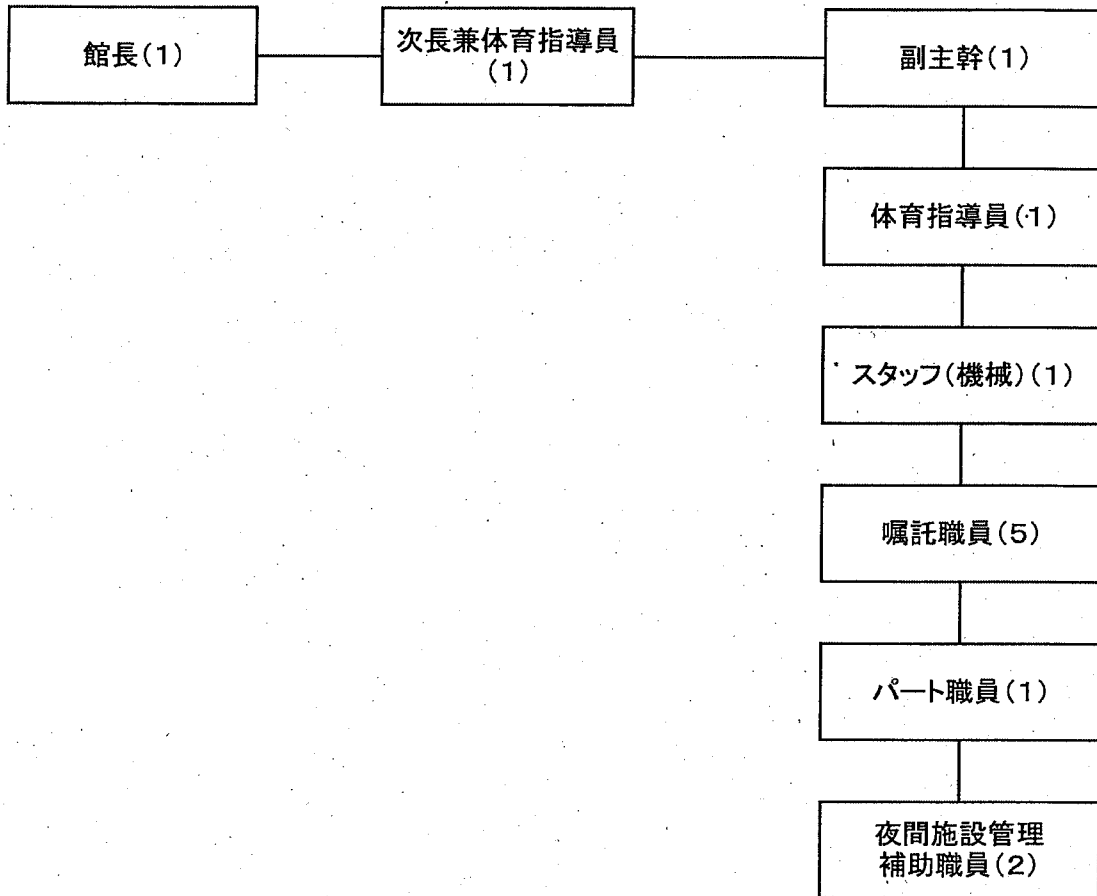 館長(1)
次長兼体育指導員
(1)
副主幹(1)
体育指導員(1)
スタッフ(機械)(1)
嘱託職員(5)
パート職員(1)
夜間施設管理
補助職員(2)